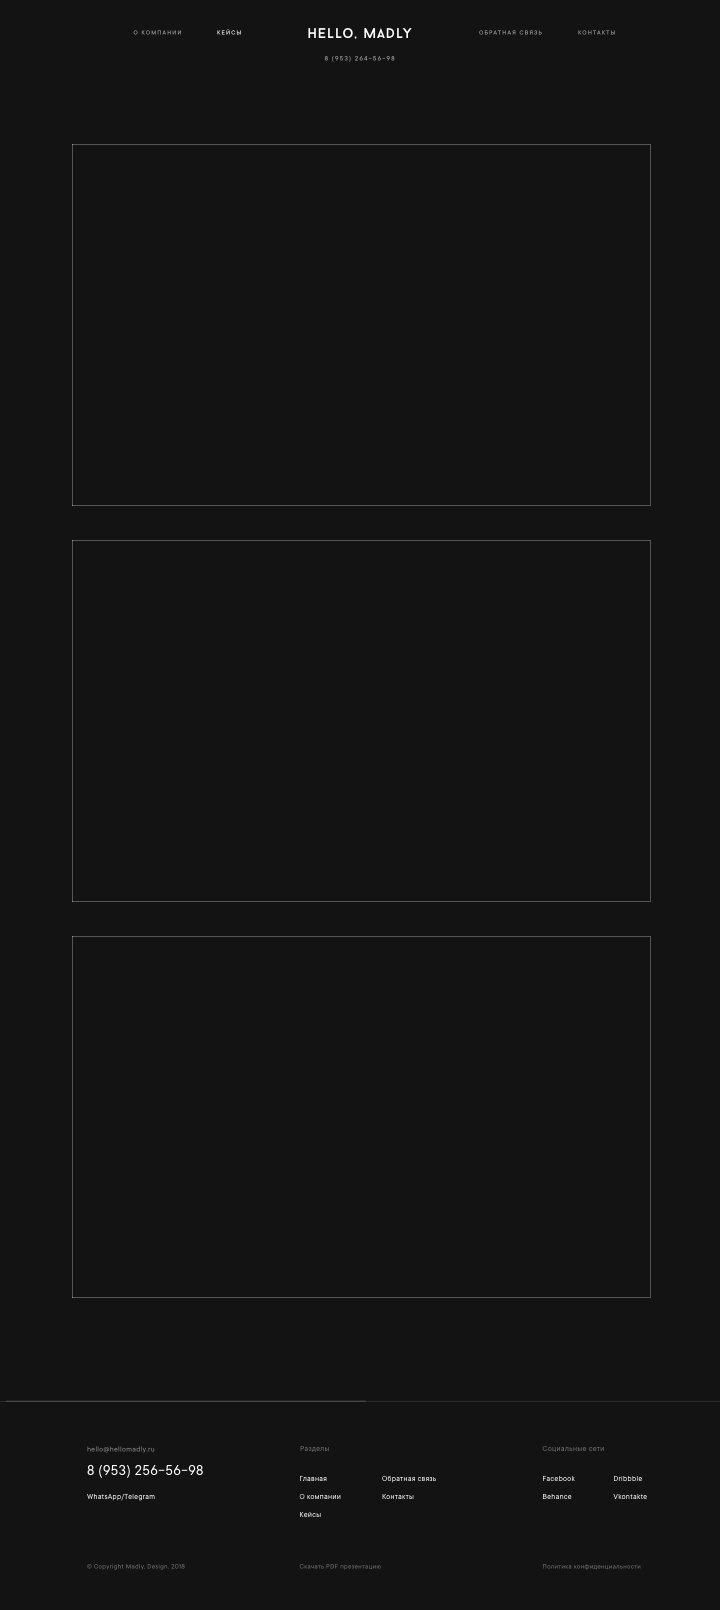 О КОМПАНИИ
КЕЙСЫ
HELLO, MADLY
ОБРАТНАЯ СВЯЗЬ
КОНТАКТЫ
8 (953) 264-56-98
hello@hellomadly.ru
8 (953) 256-56-98
WhatsApp/Telegram
Разделы
Главная
Обратная связь
О компании
Контакты
Кейсы
Социальные сети
Facebook
Dribbble
Behance
Vkontakte
© Copyright Madly. Design. 2018
Скачать PDF презентацию
Политика конфиденциальности